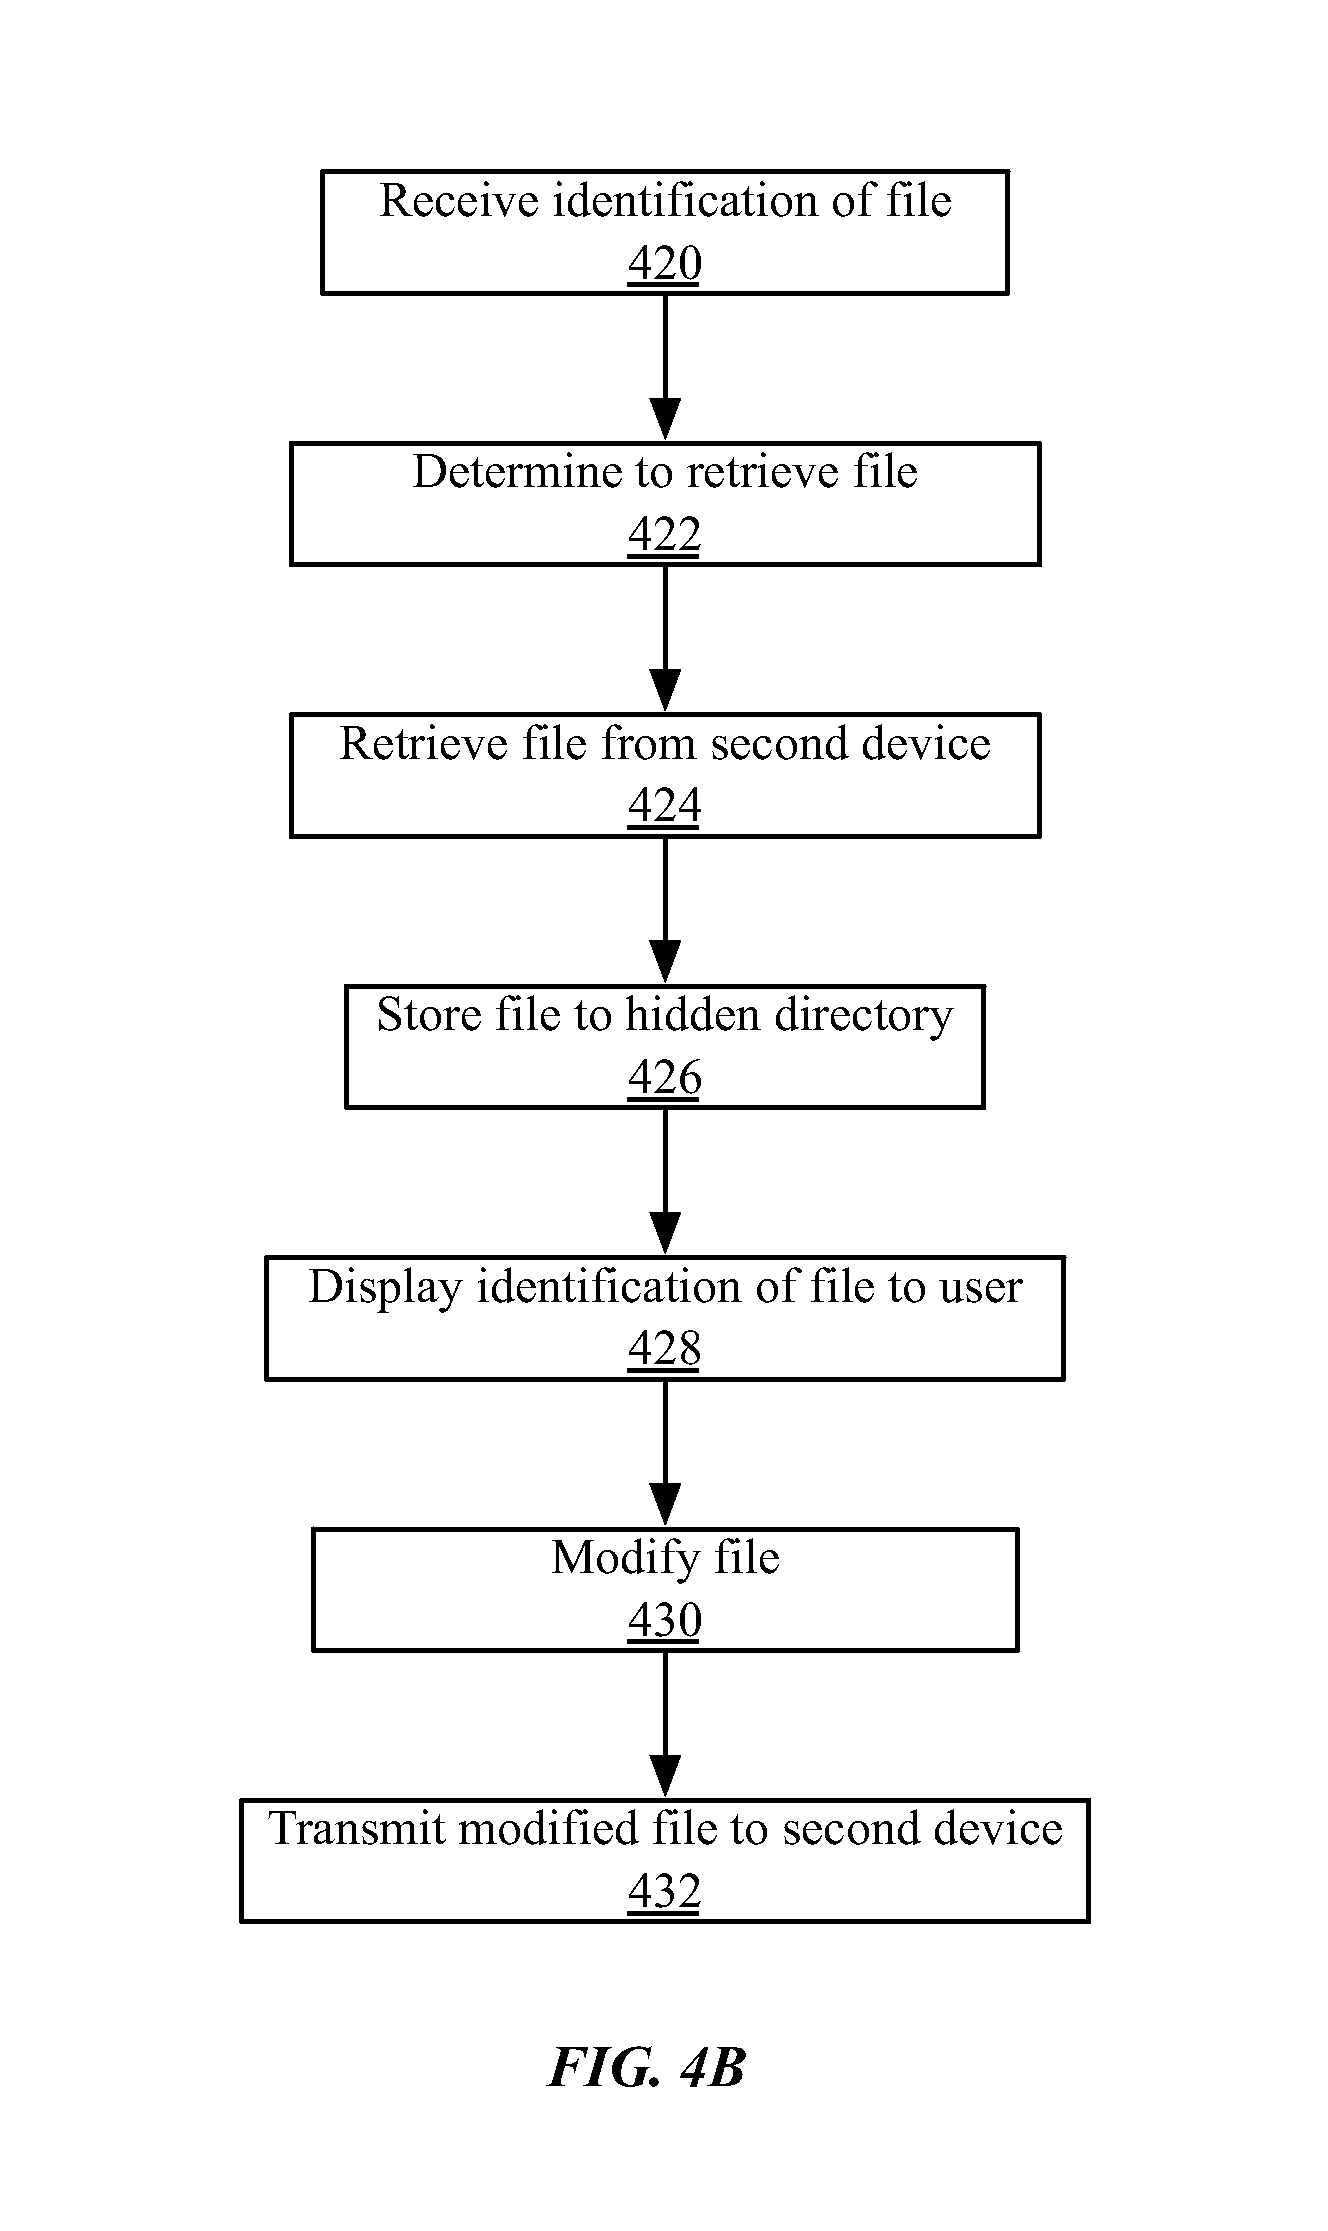 Receive identification of file
420
Determine to retrieve file
422
Retrieve file from second device
424
Store file to hidden directory
426
Display identification of file to user
428
Modify file
430
Transmit modified file to second device
432
FIG. 4B